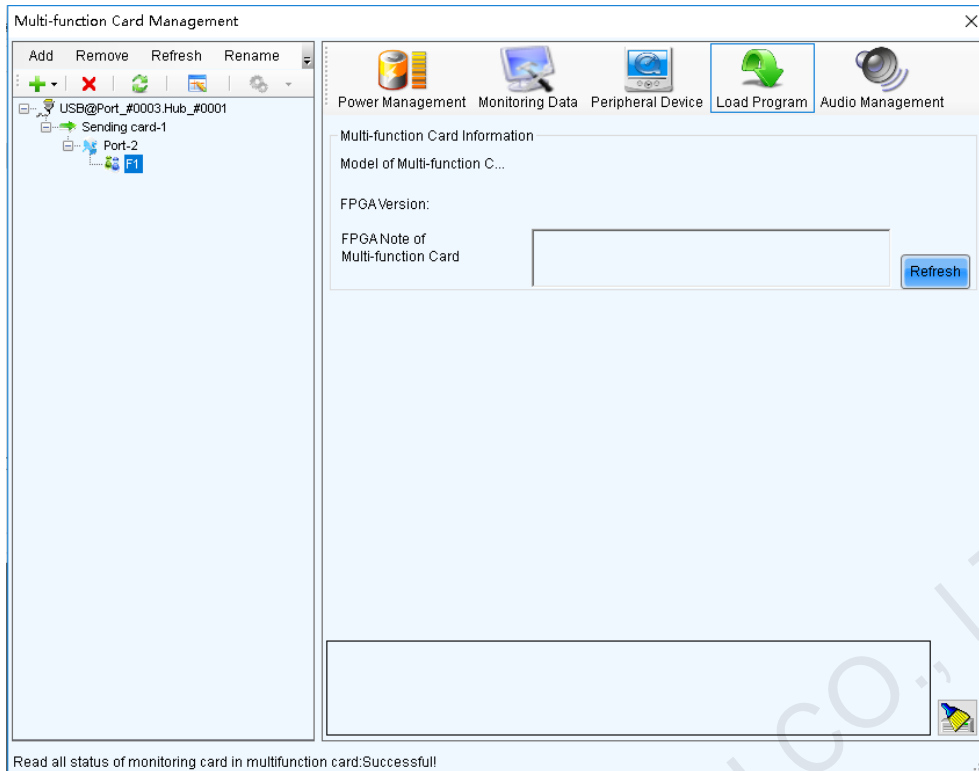 Multi-function Card Management
Add Remove Refresh Rename
USB@Port_#0003.Hub_#0001
Sending card-1
Port-2
F1
Power Management Monitoring Data Peripheral Device Load Program Audio Management
Multi-function Card Information
Model of Multi-function C...
FPGA Version:
FPGA Note of
Multi-function Card
Refresh
CO., LT
Read all status of monitoring card in multifunction card:Successful!